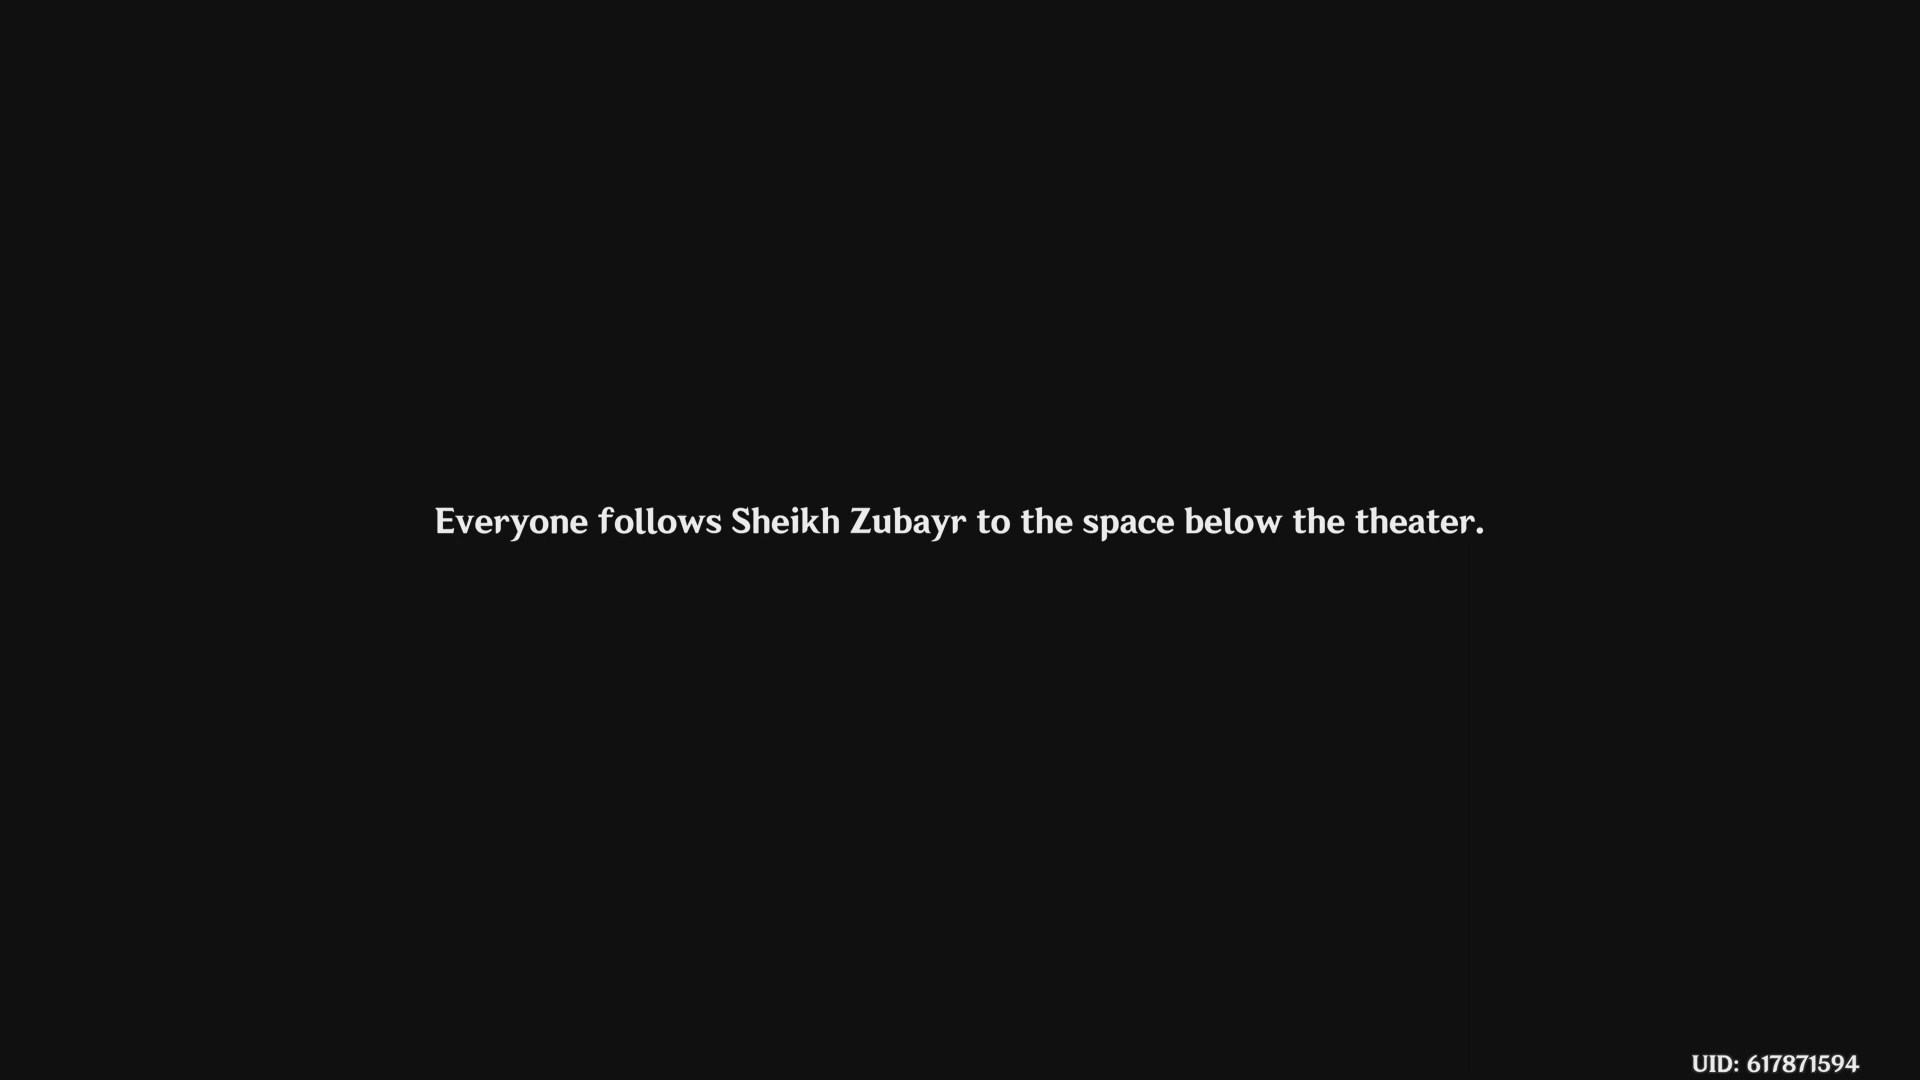 Everyone follows Sheikh Zubayr to the space below the theater.
UID: 617871594